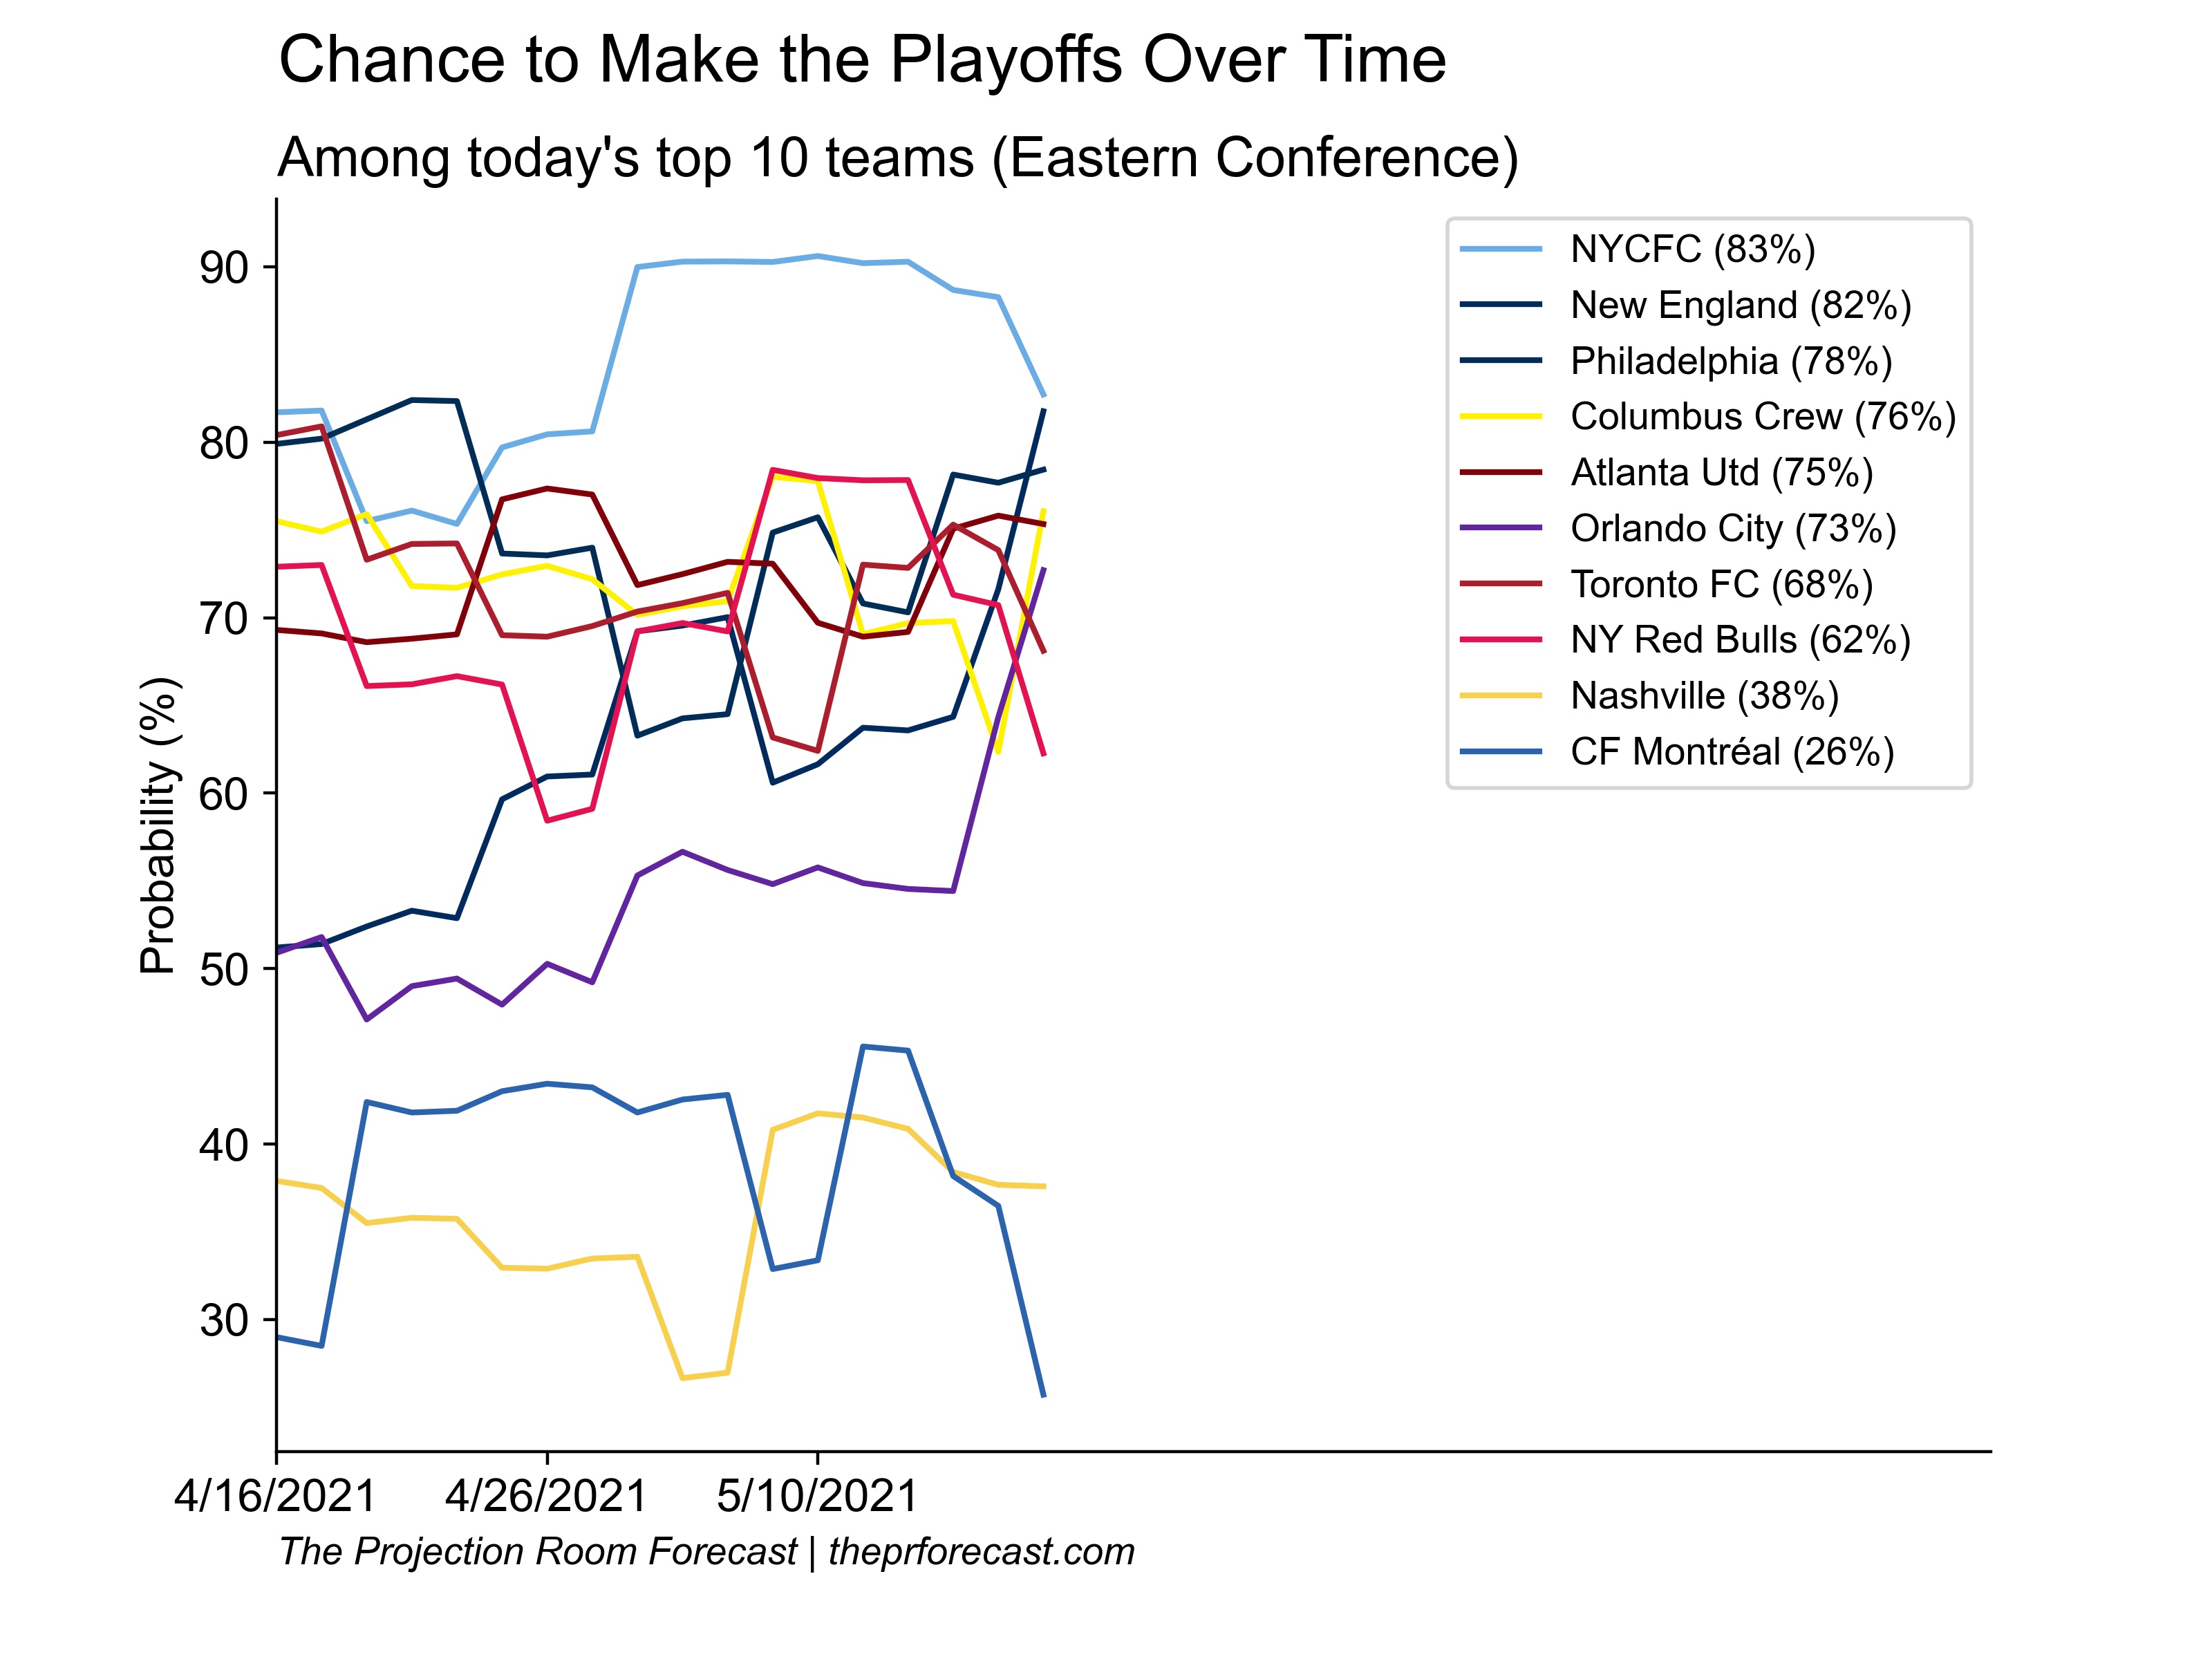 Chance to Make the Playoffs Over Time
Among today's top 10 teams (Eastern Conference)
NYCFC (83%)
New England (82%)
Philadelphia (78%)
Columbus Crew (76%)
Atlanta Utd (75%)
Orlando City (73%)
Toronto FC (68%)
NY Red Bulls (62%)
Nashville (38%)
CF Montréal (26%)
Probability (%)
90
80
70
60
50
40
30
4/16/2021
4/26/2021
5/10/2021
The Projection Room Forecast | theprforecast.com